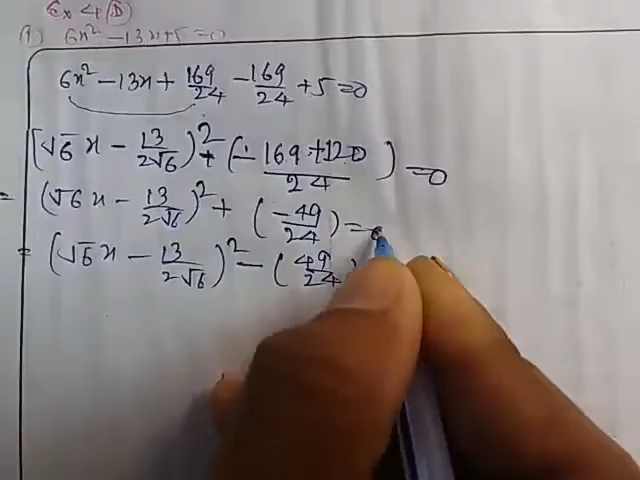 Ex 4(D)
(9) 6x² - 13x + 5 = 0
6x² - 13x + 169/24 - 169/24 + 5 = 0
(√6 x - 13/2√6)² + (- 169 + 120/24) = 0
= (√6 x - 13/2√6)² + (-49/24) = 0
= (√6 x - 13/2√6)² - (49/24)